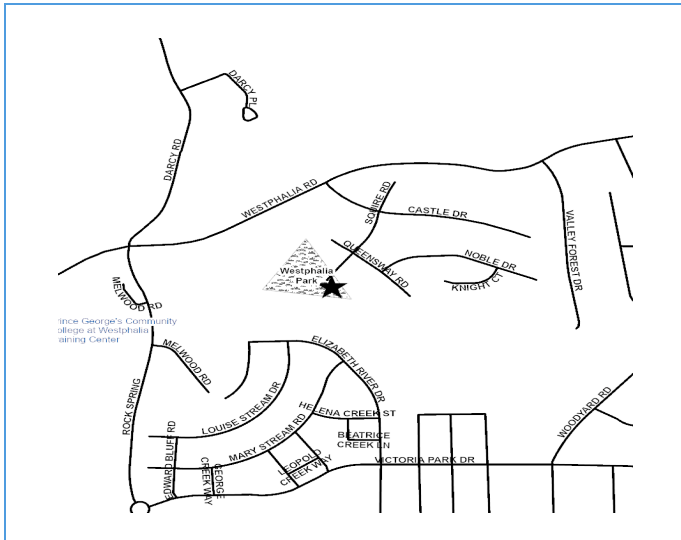 DARCY PL
DARCY RD
WESTPHALIA RD
SQUIRE RD
CASTLE DR
VALLEY FOREST DR
QUEENSWAY RD
NOBLE DR
KNIGHT CT
Westphalia
Park
MELWOOD RD
ince George's Community
ollege at Westphalia
aining Center
MELWOOD RD
ELIZABETH RIVER DR
ROCK SPRING
LOUISE STREAM DR
HELENA CREEK ST
WOODYARD RD
MARY STREAM RD
BEATRICE
CREEK LN
EDWARD BLUFF RD
GEORGE
CREEK WAY
LEOPOLD
CREEK WAY
VICTORIA PARK DR